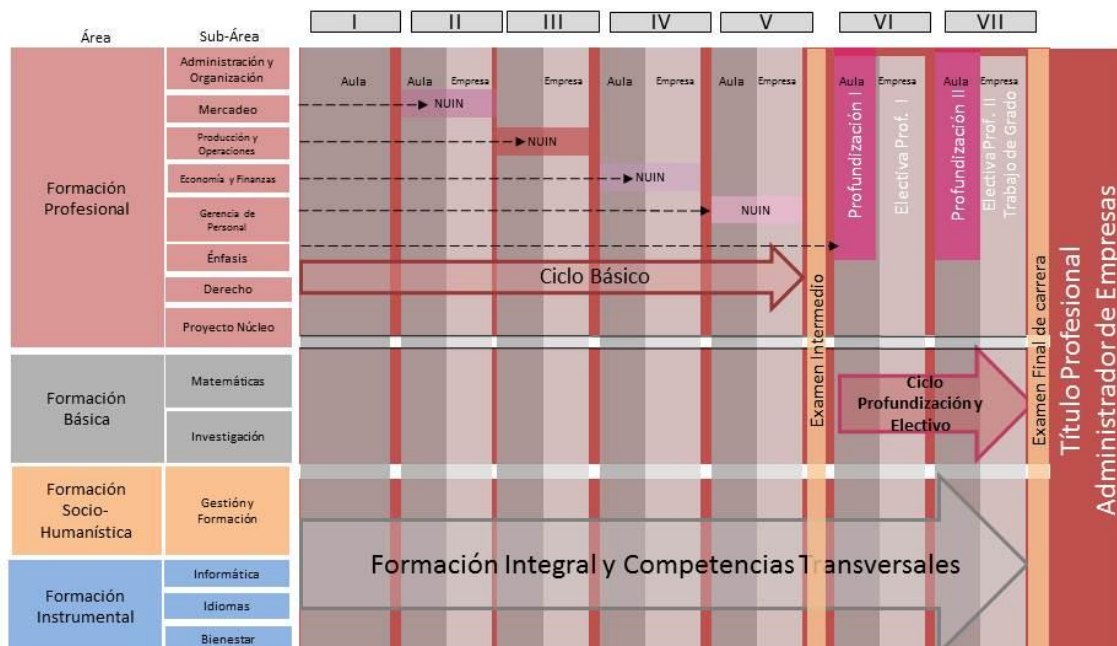 I
II
III
IV
V
VI
VII
Área
Sub-Área
Formación
Profesional
Administración y
Organización
Mercadeo
Producción y
Operaciones
Economía y Finanzas
Gerencia de
Personal
Énfasis
Derecho
Proyecto Núcleo
Formación
Básica
Matemáticas
Investigación
Formación
Socio-
Humanística
Gestión y
Formación
Formación
Instrumental
Informática
Idiomas
Bienestar
Aula
Aula
Empresa
Empresa
Aula
Empresa
Aula
Empresa
Aula
Empresa
Aula
Empresa
NUIN
NUIN
NUIN
NUIN
Ciclo Básico
Examen Intermedio
Profundización I
Electiva Prof. I
Profundización II
Electiva Prof. II
Trabajo de Grado
Ciclo
Profundización y
Electivo
Formación Integral y Competencias Transversales
Examen Final de carrera
Título Profesional
Administrador de Empresas